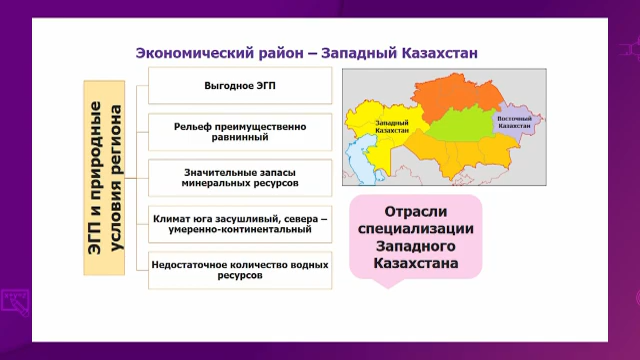 Экономический район – Западный Казахстан
ЭГП и природные
условия региона
Выгодное ЭГП
Рельеф преимущественно
равнинный
Значительные запасы
минеральных ресурсов
Климат юга засушливый, севера –
умеренно-континентальный
Недостаточное количество водных
ресурсов
Западный
Казахстан
Восточный
Казахстан
Отрасли
специализации
Западного
Казахстана